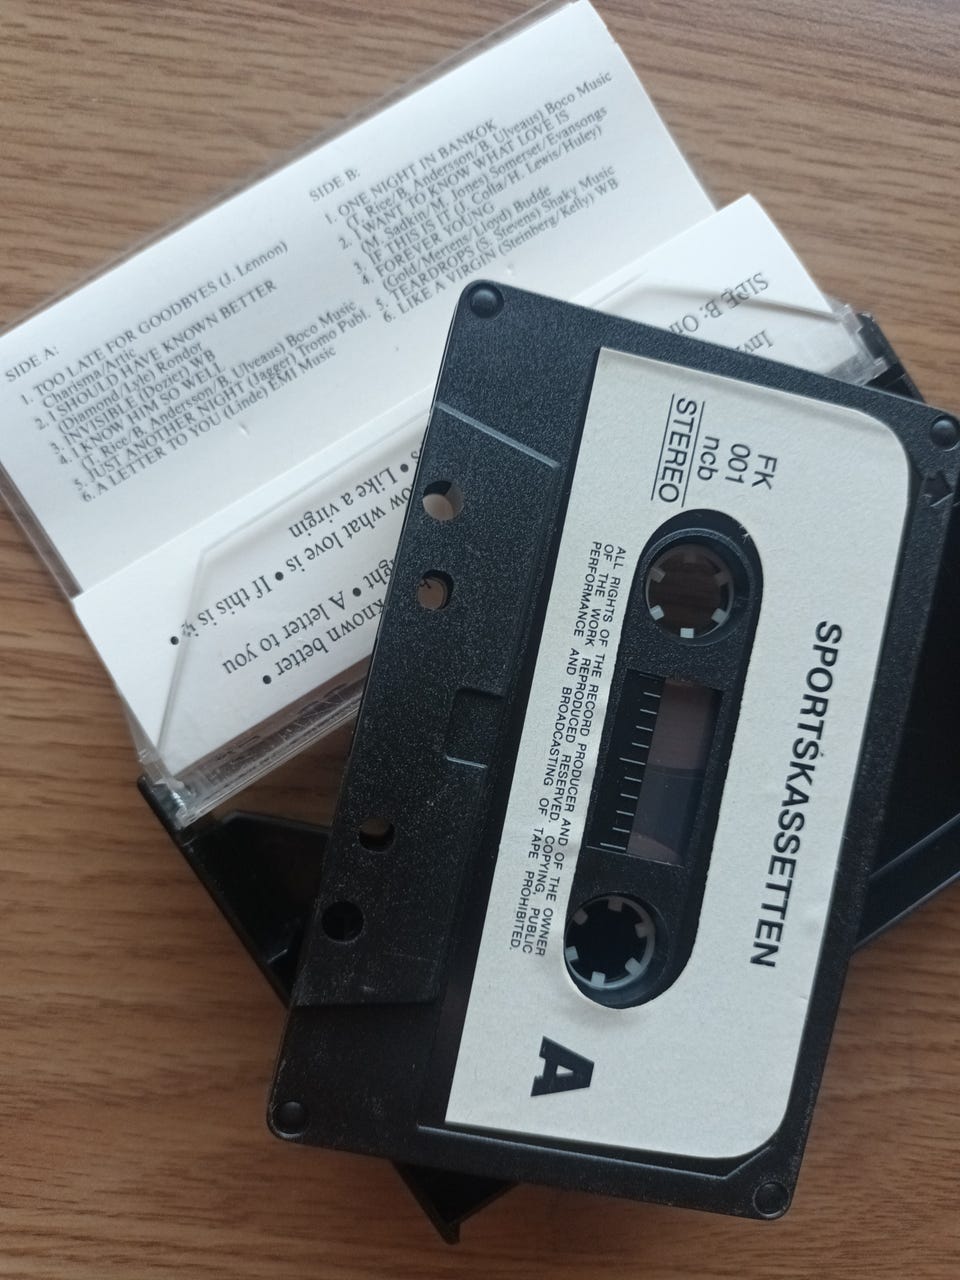 SIDE A:
1. TOO LATE FOR GOODBYES (J. Lennon)
Charisma/Artic
2. I SHOULD HAVE KNOWN BETTER
(Diamond/Lyle) Rondor
3. INVISIBLE (Dozer) WB
4. I KNOW HIM SO WELL
(T. Rice/B. Andersson/B. Ulveaus) Boco Music
5. JUST ANOTHER NIGHT (Jagger) Tromo Publ.
6. A LETTER TO YOU (Linde) EMI Music
SIDE B:
1. ONE NIGHT IN BANKOK
(T. Rice/B. Andersson/B. Ulveaus) Boco Music
2. I WANT TO KNOW WHAT LOVE IS
(M. Sadkin/M. Jones) Somerset/Evansongs
3. IF THIS IS IT (J. Colla/H. Lewis/Huley)
4. FOREVER YOUNG
(Gold/Mertens/Lloyd) Budde
5. TEARDROPS (S. Stevens) Shaky Music
6. LIKE A VIRGIN (Steinberg/Kelly) WB
known better •
• A letter to you
SIDE B:
what love is • If this is it •
• Like a virgin
FK
001
ncb
STEREO
SPORTSKASSETTEN
ALL RIGHTS OF THE RECORD PRODUCER AND OF THE OWNER
OF THE WORK REPRODUCED RESERVED. COPYING, PUBLIC
PERFORMANCE AND BROADCASTING OF TAPE PROHIBITED.
A